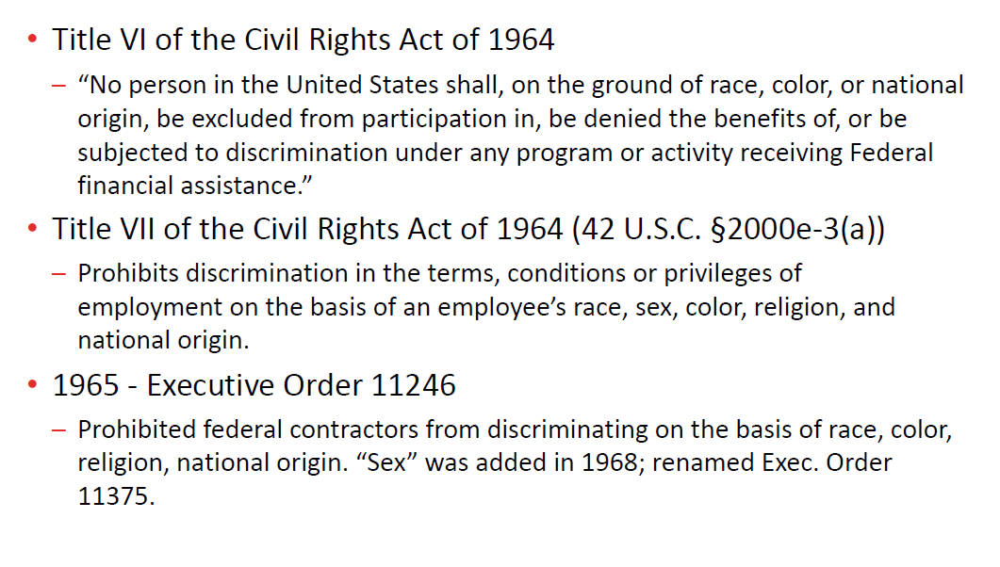 • Title VI of the Civil Rights Act of 1964
– “No person in the United States shall, on the ground of race, color, or national
origin, be excluded from participation in, be denied the benefits of, or be
subjected to discrimination under any program or activity receiving Federal
financial assistance.”
• Title VII of the Civil Rights Act of 1964 (42 U.S.C. §2000e-3(a))
– Prohibits discrimination in the terms, conditions or privileges of
employment on the basis of an employee’s race, sex, color, religion, and
national origin.
• 1965 - Executive Order 11246
– Prohibited federal contractors from discriminating on the basis of race, color,
religion, national origin. “Sex” was added in 1968; renamed Exec. Order
11375.